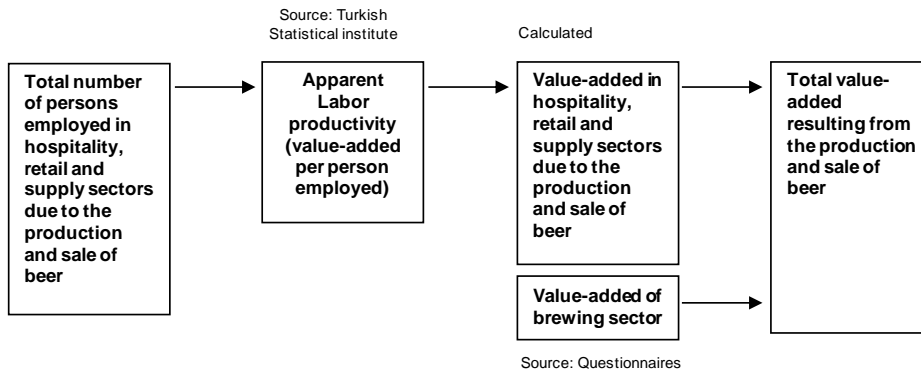 Source: Turkish
Statistical institute
Calculated
Total number
of persons
employed in
hospitality,
retail and
supply sectors
due to the
production
and sale of
beer
Apparent
Labor
productivity
(value-added
per person
employed)
Value-added in
hospitality,
retail and
supply sectors
due to the
production
and sale of
beer
Value-added of
brewing sector
Source: Questionnaires
Total value-
added
resulting from
the production
and sale of
beer